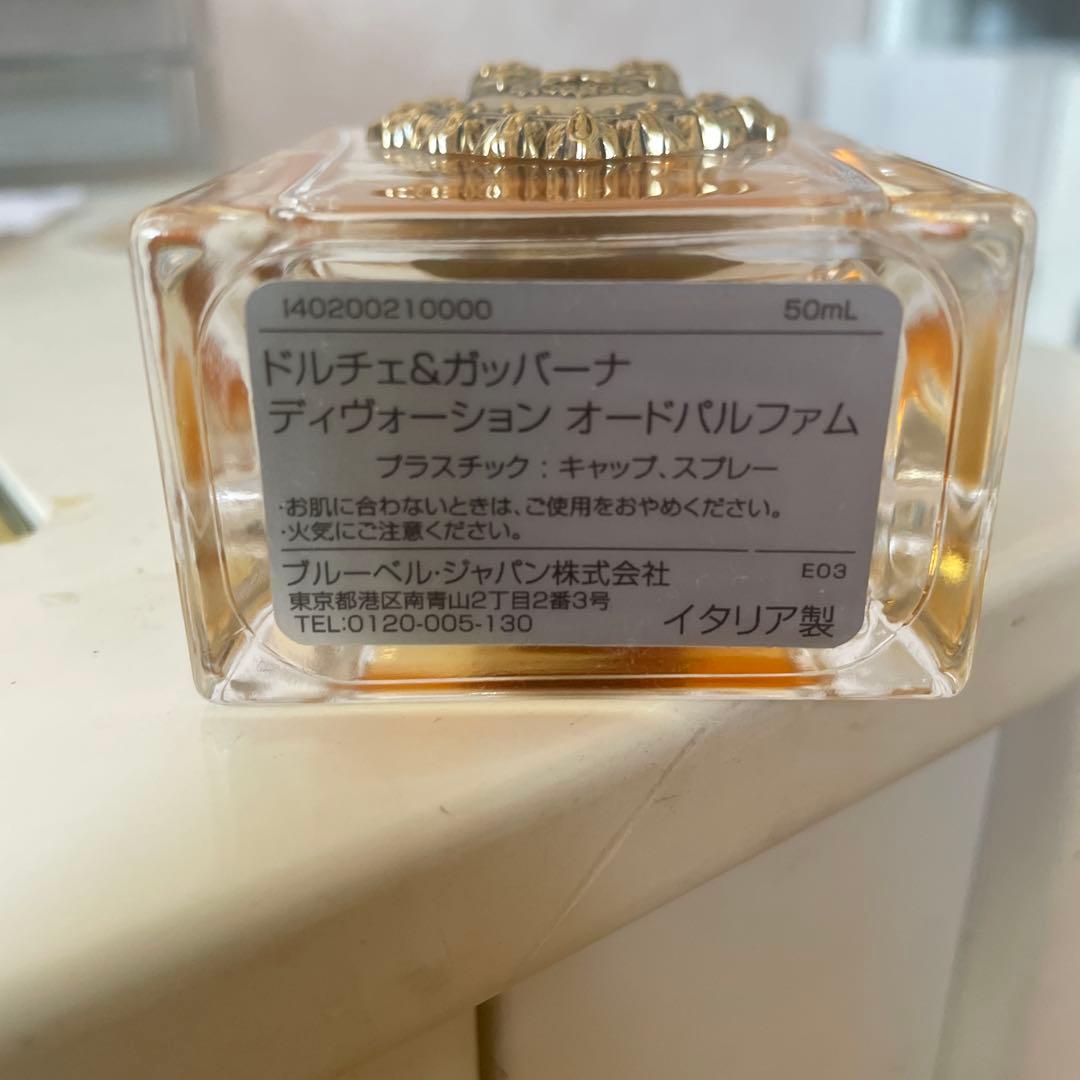 I40200210000 50mL
ドルチェ&ガッバーナ
ディヴォーション オードパルファム
プラスチック：キャップ、スプレー
・お肌に合わないときは、ご使用をおやめください。
・火気にご注意ください。
ブルーベル・ジャパン株式会社 E03
東京都港区南青山2丁目2番3号
TEL:0120-005-130 イタリア製